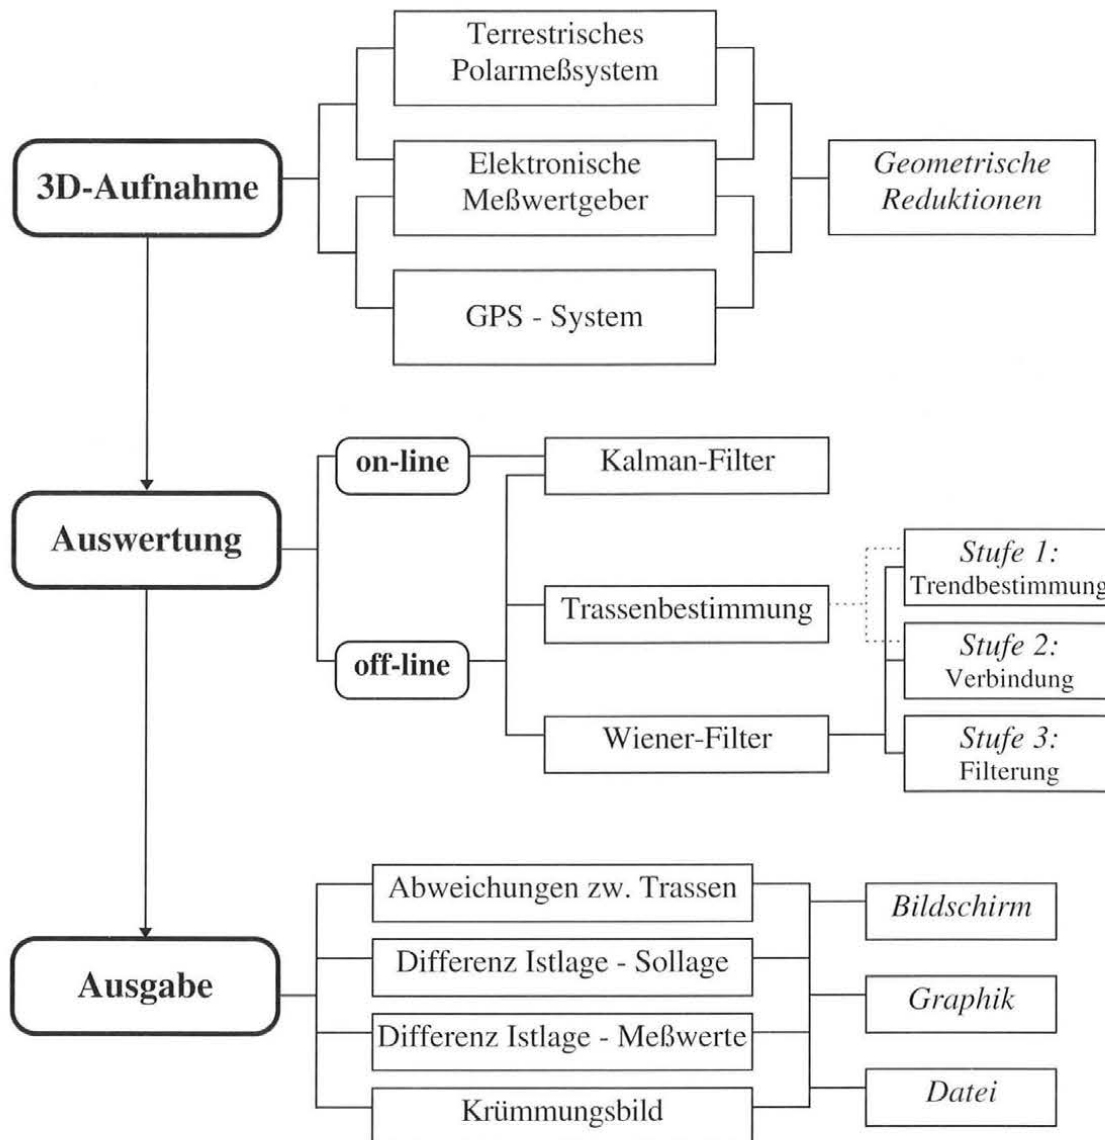 Terrestrisches
Polarmeßsystem
3D-Aufnahme
Elektronische
Meßwertgeber
Geometrische
Reduktionen
GPS - System
on-line
Kalman-Filter
Auswertung
Stufe 1:
Trendbestimmung
Trassenbestimmung
off-line
Stufe 2:
Verbindung
Wiener-Filter
Stufe 3:
Filterung
Abweichungen zw. Trassen
Bildschirm
Differenz Istlage - Sollage
Ausgabe
Graphik
Differenz Istlage - Meßwerte
Krümmungsbild
Datei